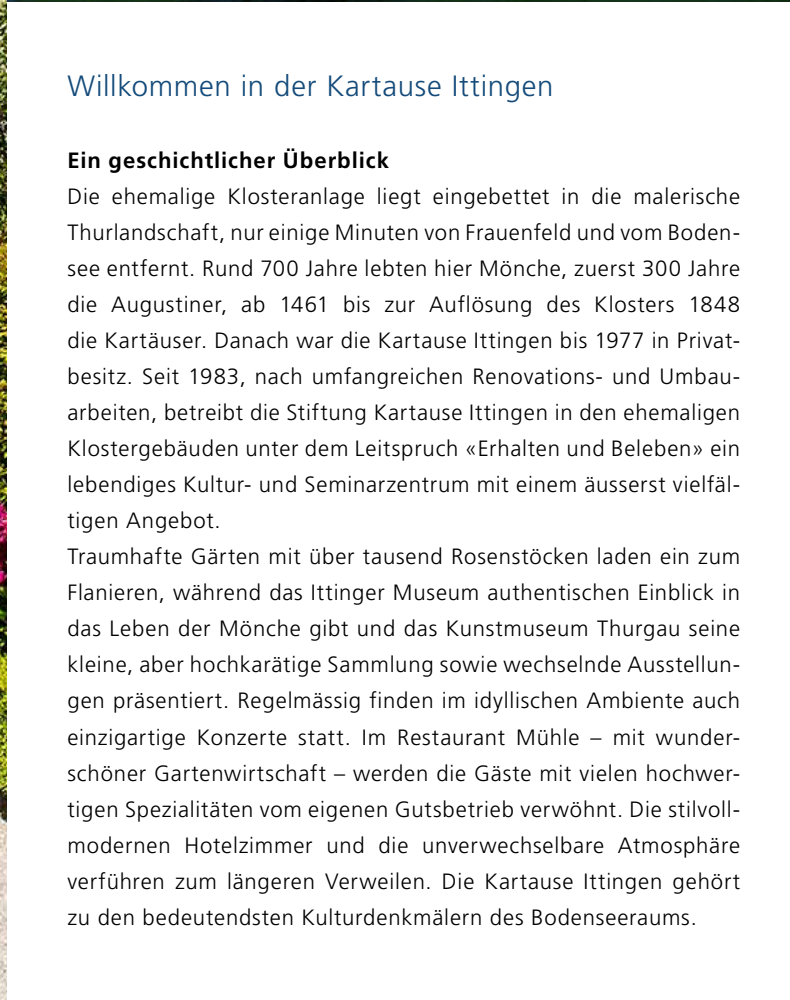 Willkommen in der Kartause Ittingen
Ein geschichtlicher Überblick
Die ehemalige Klosteranlage liegt eingebettet in die malerische
Thurlandschaft, nur einige Minuten von Frauenfeld und vom Boden-
see entfernt. Rund 700 Jahre lebten hier Mönche, zuerst 300 Jahre
die Augustiner, ab 1461 bis zur Auflösung des Klosters 1848
die Kartäuser. Danach war die Kartause Ittingen bis 1977 in Privat-
besitz. Seit 1983, nach umfangreichen Renovations- und Umbau-
arbeiten, betreibt die Stiftung Kartause Ittingen in den ehemaligen
Klostergebäuden unter dem Leitspruch «Erhalten und Beleben» ein
lebendiges Kultur- und Seminarzentrum mit einem äusserst vielfäl-
tigen Angebot.
Traumhafte Gärten mit über tausend Rosenstöcken laden ein zum
Flanieren, während das Ittinger Museum authentischen Einblick in
das Leben der Mönche gibt und das Kunstmuseum Thurgau seine
kleine, aber hochkarätige Sammlung sowie wechselnde Ausstellun-
gen präsentiert. Regelmässig finden im idyllischen Ambiente auch
einzigartige Konzerte statt. Im Restaurant Mühle – mit wunder-
schöner Gartenwirtschaft – werden die Gäste mit vielen hochwer-
tigen Spezialitäten vom eigenen Gutsbetrieb verwöhnt. Die stilvoll-
modernen Hotelzimmer und die unverwechselbare Atmosphäre
verführen zum längeren Verweilen. Die Kartause Ittingen gehört
zu den bedeutendsten Kulturdenkmälern des Bodenseeraums.